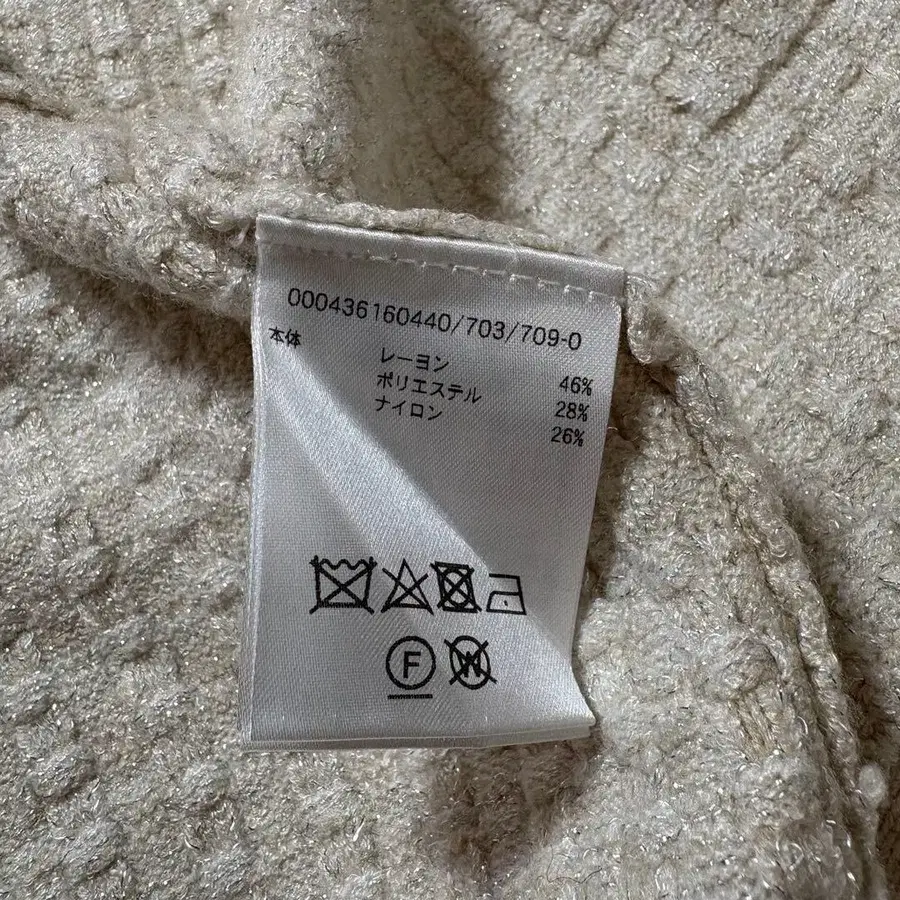 000436160440/703/709-0
本体 レーヨン 46%
ポリエステル 28%
ナイロン 26%
F W